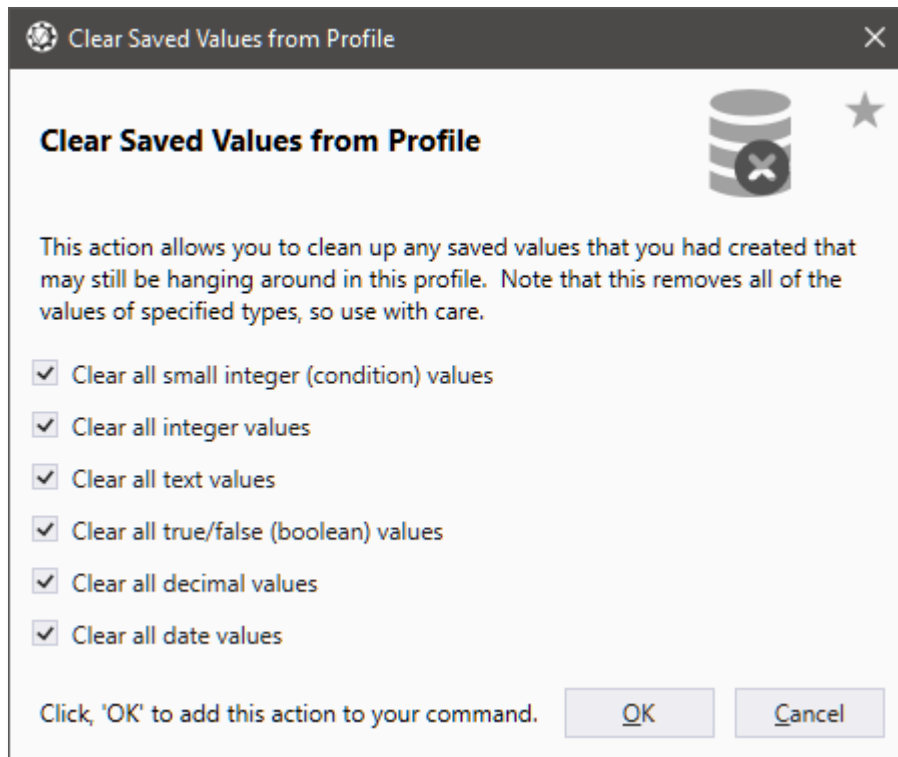 Clear Saved Values from Profile
Clear Saved Values from Profile
This action allows you to clean up any saved values that you had created that
may still be hanging around in this profile.  Note that this removes all of the
values of specified types, so use with care.
Clear all small integer (condition) values
Clear all integer values
Clear all text values
Clear all true/false (boolean) values
Clear all decimal values
Clear all date values
Click, 'OK' to add this action to your command.
OK
Cancel